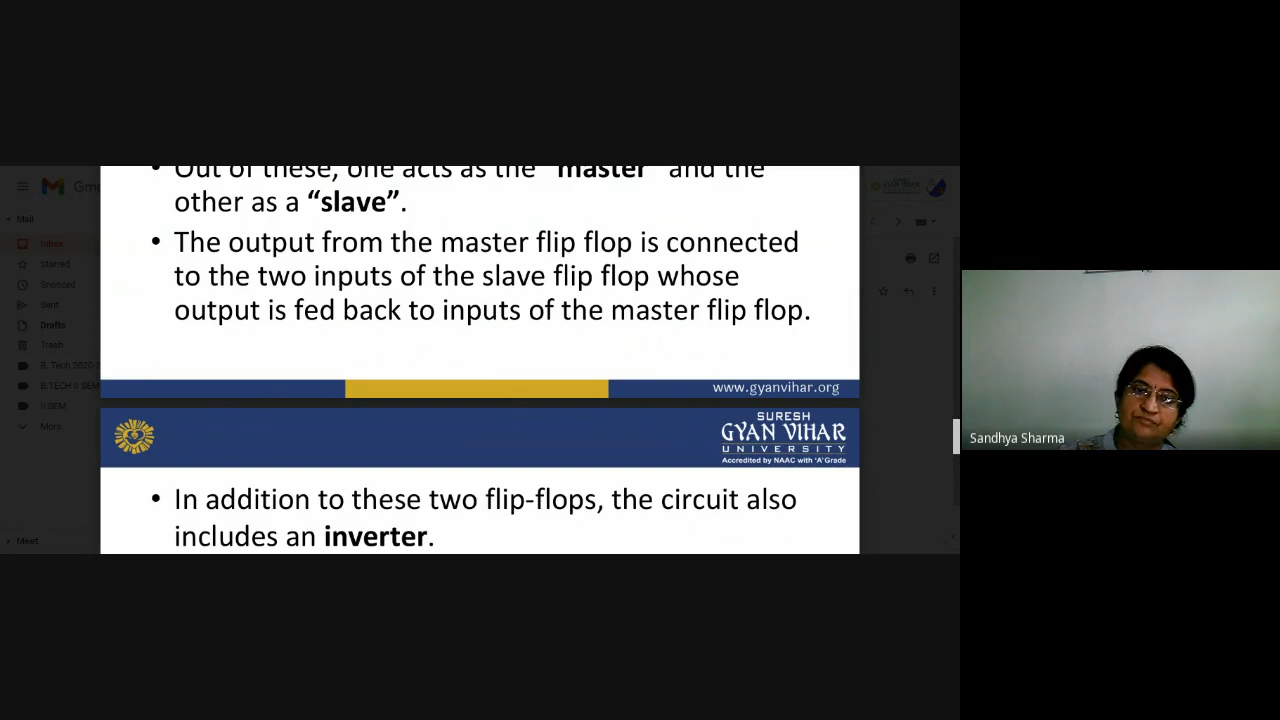 Out of these, one acts as the “master” and the
other as a “slave”.
• The output from the master flip flop is connected
to the two inputs of the slave flip flop whose
output is fed back to inputs of the master flip flop.
www.gyanvihar.org
SURESH
GYAN VIHAR
UNIVERSITY
Accredited by NAAC with 'A' Grade
• In addition to these two flip-flops, the circuit also
includes an inverter.
Mail
Inbox
Starred
Snoozed
Sent
Drafts
Trash
B. Tech 2020-2
B.TECH II SEM
II SEM
More
Meet
Sandhya Sharma